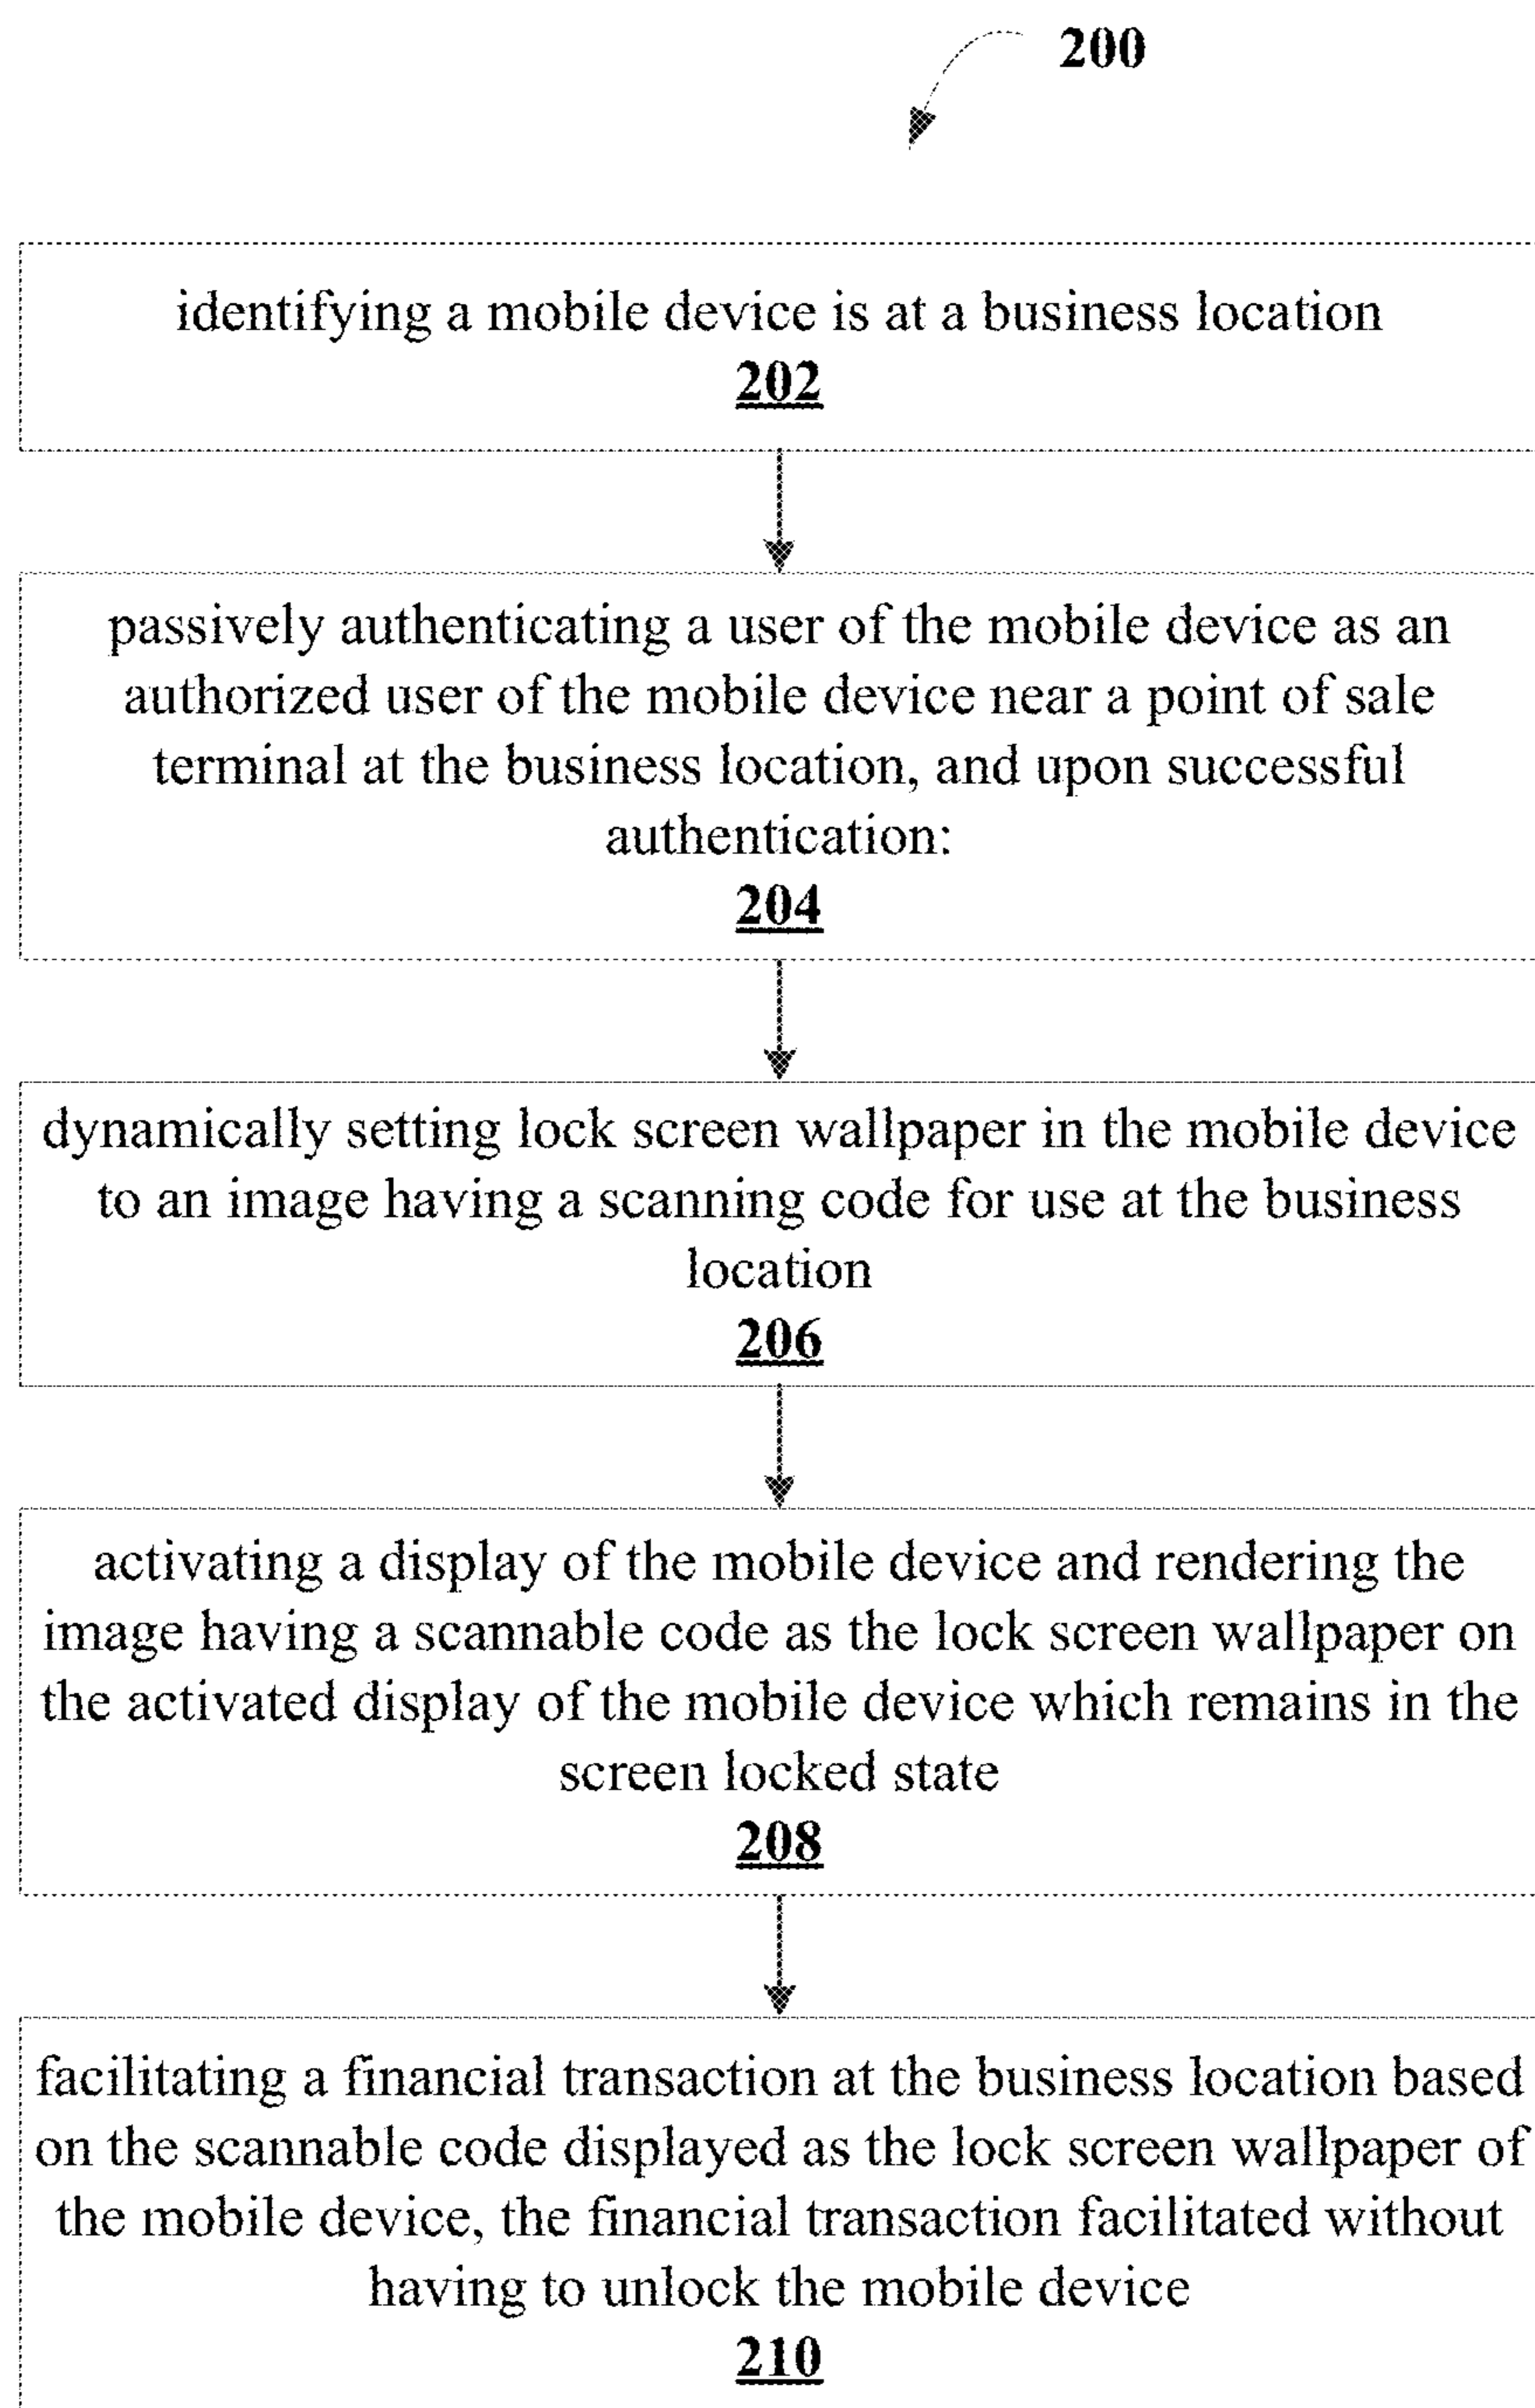 200
identifying a mobile device is at a business location
202
passively authenticating a user of the mobile device as an
authorized user of the mobile device near a point of sale
terminal at the business location, and upon successful
authentication:
204
dynamically setting lock screen wallpaper in the mobile device
to an image having a scanning code for use at the business
location
206
activating a display of the mobile device and rendering the
image having a scannable code as the lock screen wallpaper on
the activated display of the mobile device which remains in the
screen locked state
208
facilitating a financial transaction at the business location based
on the scannable code displayed as the lock screen wallpaper of
the mobile device, the financial transaction facilitated without
having to unlock the mobile device
210